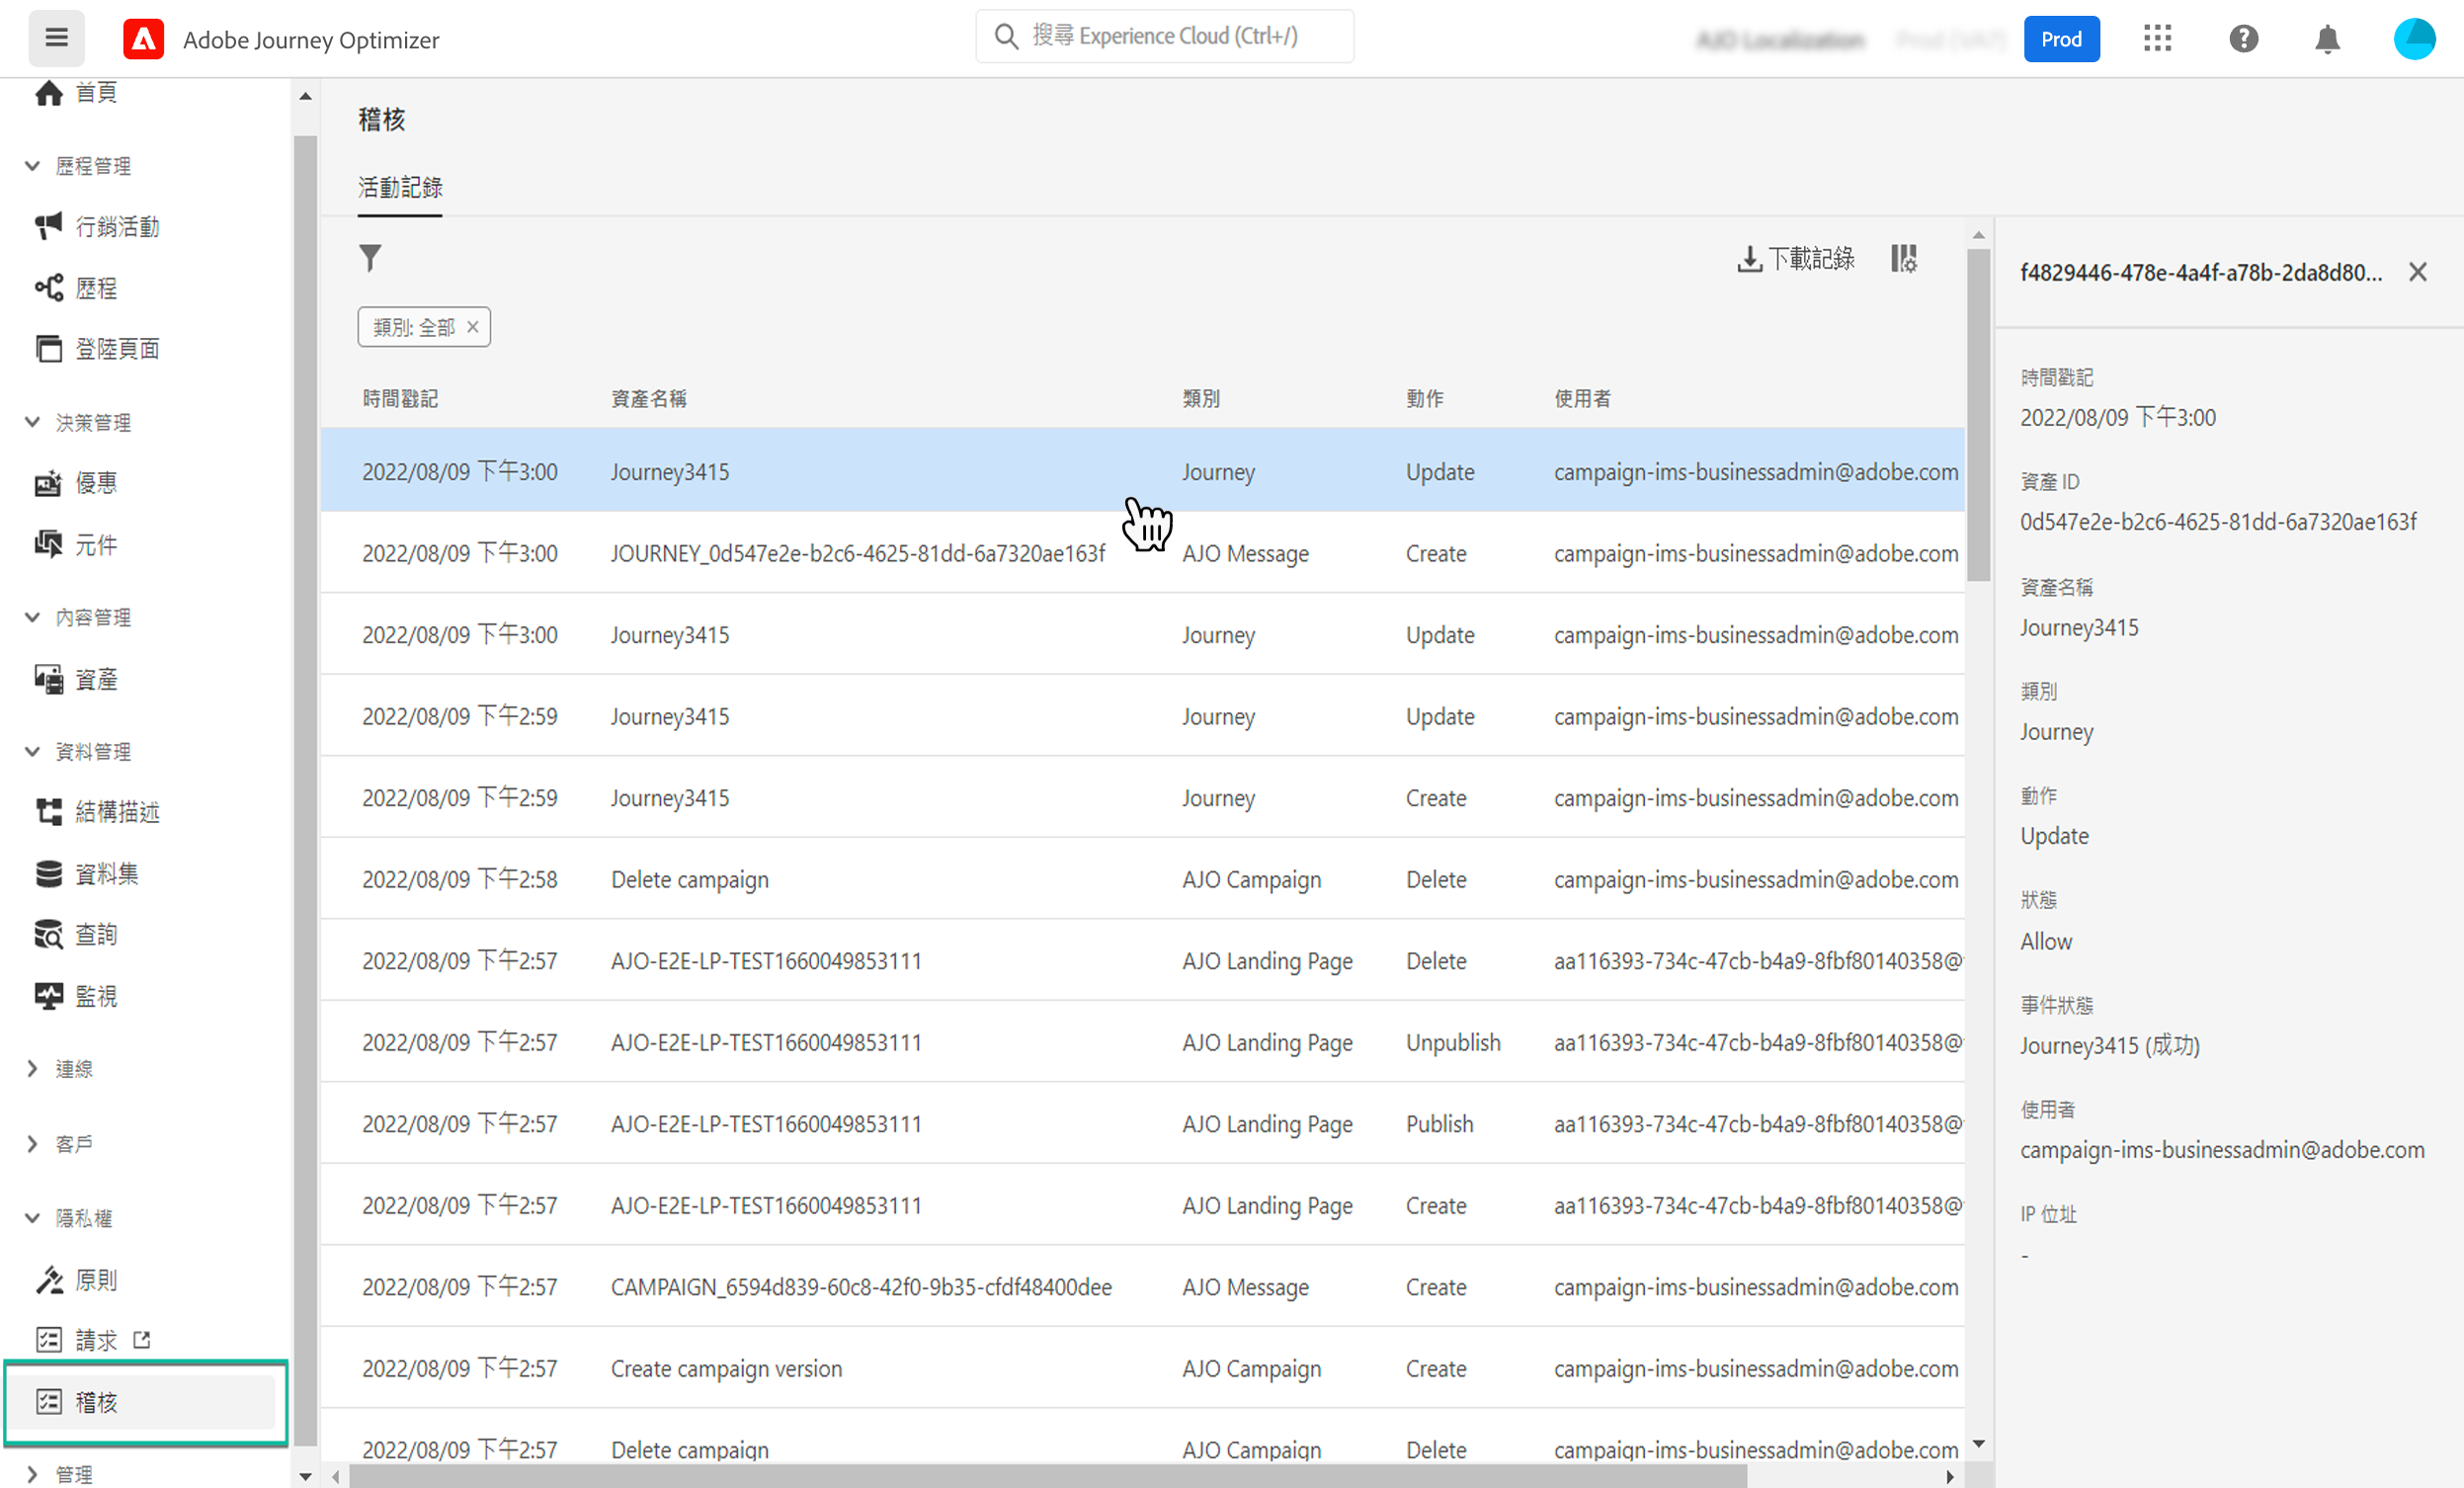 Adobe Journey Optimizer
搜尋 Experience Cloud (Ctrl+/)
Prod
首頁
歷程管理
行銷活動
歷程
登陸頁面
決策管理
優惠
元件
內容管理
資產
資料管理
結構描述
資料集
查詢
監視
連線
客戶
隱私權
原則
請求
稽核
管理
稽核
活動記錄
下載記錄
類別: 全部
時間戳記 資產名稱 類別 動作 使用者
2022/08/09 下午3:00 Journey3415 Journey Update campaign-ims-businessadmin@adobe.com
2022/08/09 下午3:00 JOURNEY_0d547e2e-b2c6-4625-81dd-6a7320ae163f AJO Message Create campaign-ims-businessadmin@adobe.com
2022/08/09 下午3:00 Journey3415 Journey Update campaign-ims-businessadmin@adobe.com
2022/08/09 下午2:59 Journey3415 Journey Update campaign-ims-businessadmin@adobe.com
2022/08/09 下午2:59 Journey3415 Journey Create campaign-ims-businessadmin@adobe.com
2022/08/09 下午2:58 Delete campaign AJO Campaign Delete campaign-ims-businessadmin@adobe.com
2022/08/09 下午2:57 AJO-E2E-LP-TEST1660049853111 AJO Landing Page Delete aa116393-734c-47cb-b4a9-8fbf80140358@
2022/08/09 下午2:57 AJO-E2E-LP-TEST1660049853111 AJO Landing Page Unpublish aa116393-734c-47cb-b4a9-8fbf80140358@
2022/08/09 下午2:57 AJO-E2E-LP-TEST1660049853111 AJO Landing Page Publish aa116393-734c-47cb-b4a9-8fbf80140358@
2022/08/09 下午2:57 AJO-E2E-LP-TEST1660049853111 AJO Landing Page Create aa116393-734c-47cb-b4a9-8fbf80140358@
2022/08/09 下午2:57 CAMPAIGN_6594d839-60c8-42f0-9b35-cfdf48400dee AJO Message Create campaign-ims-businessadmin@adobe.com
2022/08/09 下午2:57 Create campaign version AJO Campaign Create campaign-ims-businessadmin@adobe.com
2022/08/09 下午2:57 Delete campaign AJO Campaign Delete campaign-ims-businessadmin@adobe.com
f4829446-478e-4a4f-a78b-2da8d80...
時間戳記
2022/08/09 下午3:00
資產 ID
0d547e2e-b2c6-4625-81dd-6a7320ae163f
資產名稱
Journey3415
類別
Journey
動作
Update
狀態
Allow
事件狀態
Journey3415 (成功)
使用者
campaign-ims-businessadmin@adobe.com
IP 位址
-